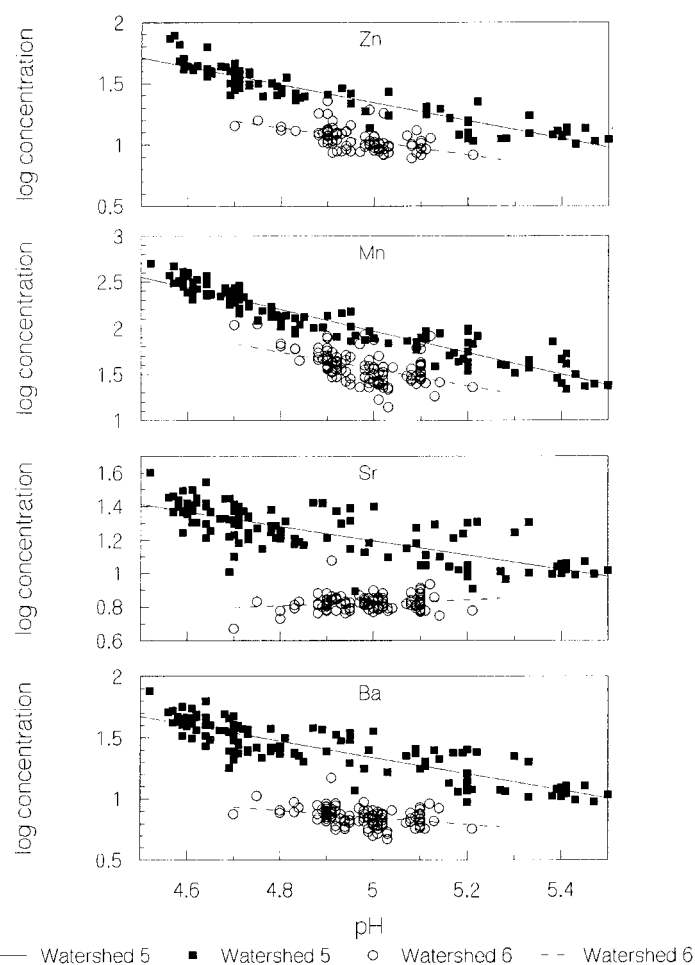 2
Zn
log concentration
1.5
1
0.5
3
Mn
log concentration
2.5
2
1.5
1
1.6
Sr
log concentration
1.4
1.2
1
0.8
0.6
2
Ba
log concentration
1.5
1
0.5
4.6 4.8 5 5.2 5.4
pH
Watershed 5 Watershed 5 Watershed 6 Watershed 6